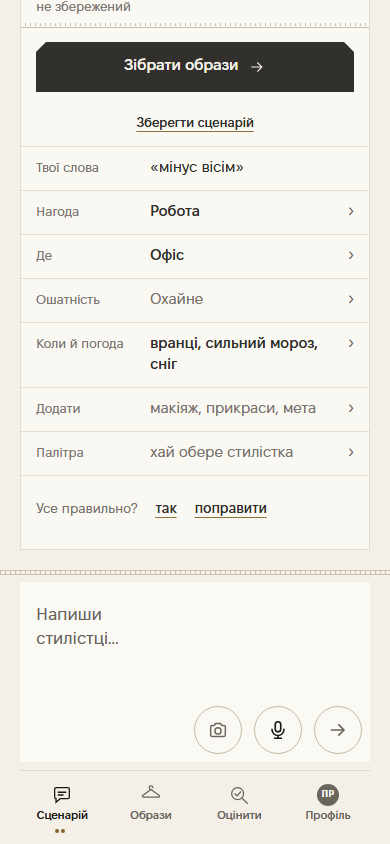 не збережений
Зібрати образи →
Зберегти сценарій
Твої слова «мінус вісім»
Нагода Робота
Де Офіс
Ошатність Охайне
Коли й погода вранці, сильний мороз,
сніг
Додати макіяж, прикраси, мета
Палітра хай обере стилістка
Усе правильно? так поправити
Напиши
стилістці...
ПР
Сценарій Образи Оцінити Профіль